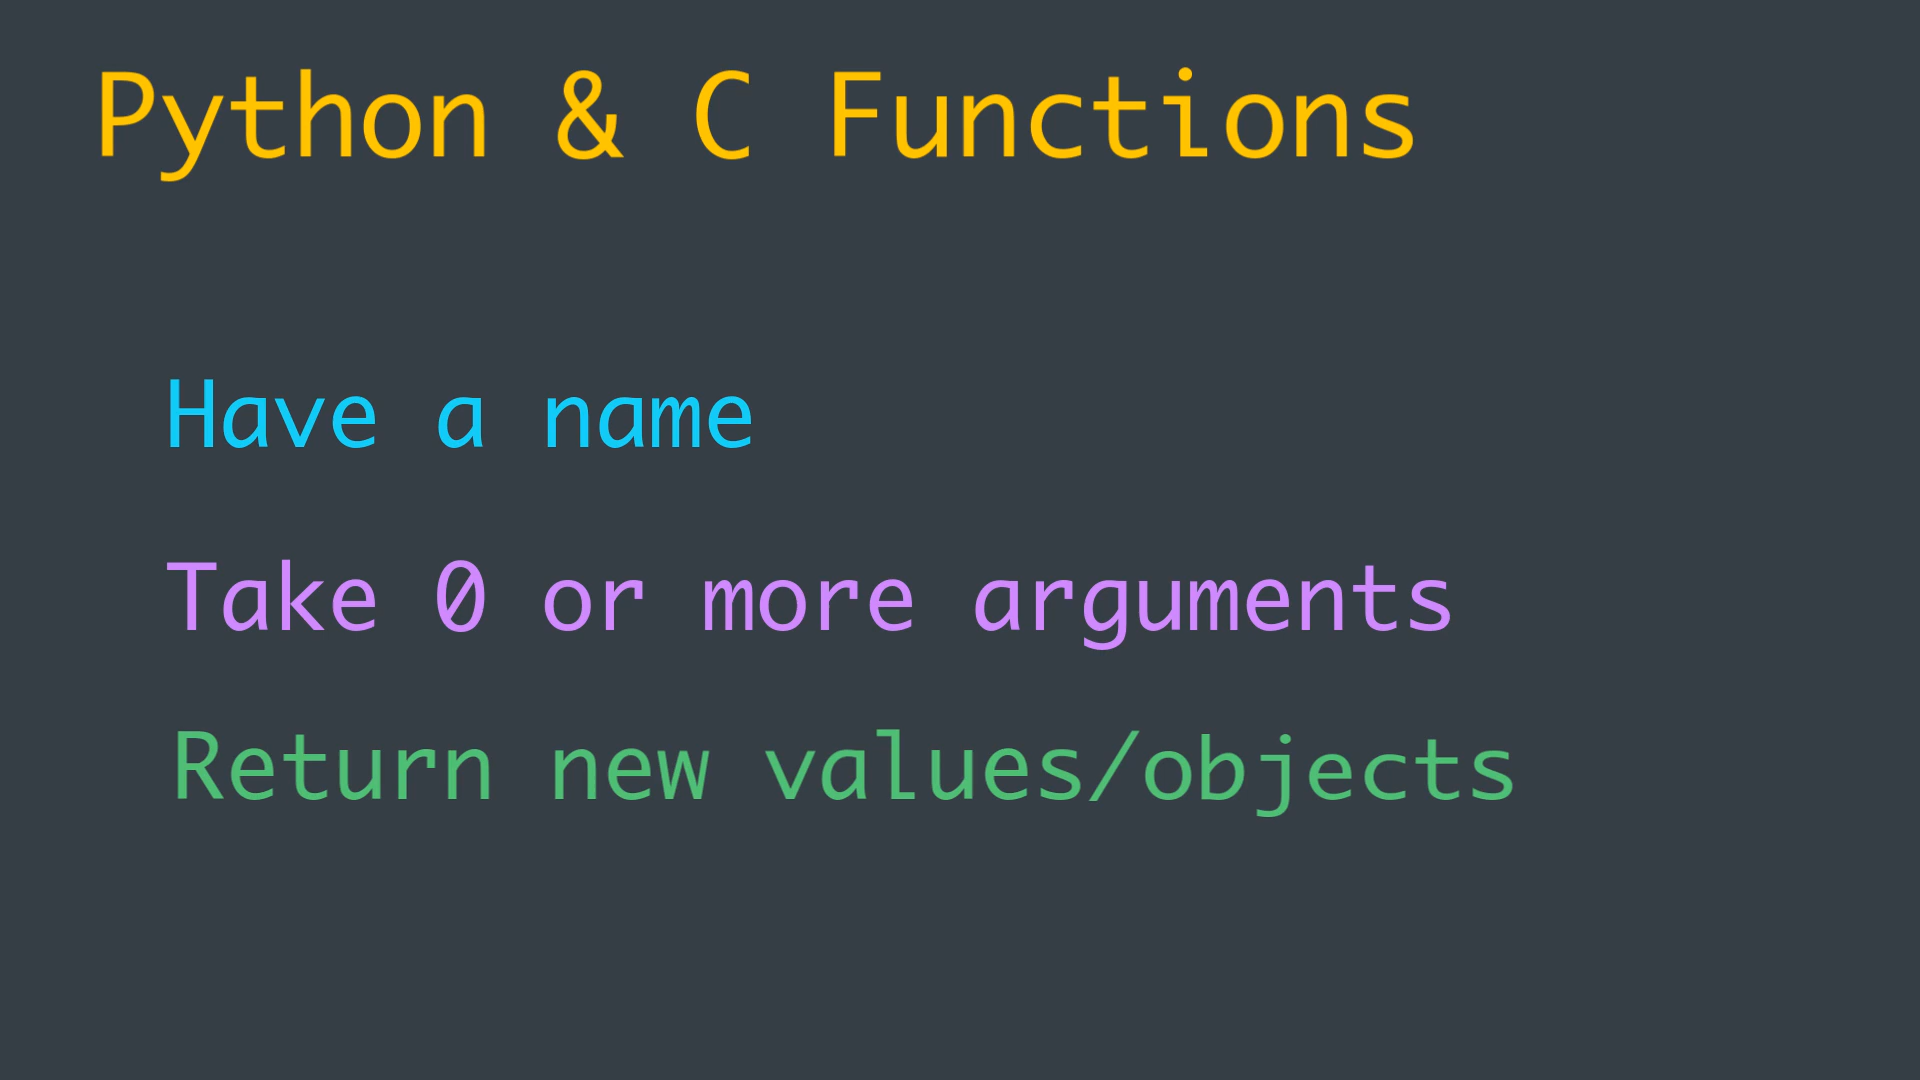 Python & C Functions
Have a name
Take 0 or more arguments
Return new values/objects